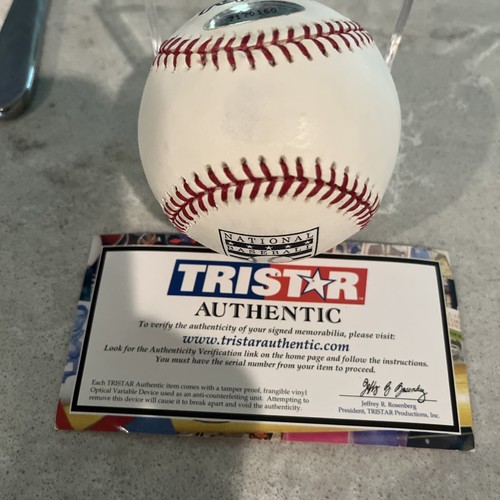 7170160
NATIONAL
BASEBALL
TRISTAR
AUTHENTIC
To verify the authenticity of your signed memorabilia, please visit:
www.tristarauthentic.com
Look for the Authenticity Verification link on the home page and follow the instructions.
You must have the serial number from your item to proceed.
Each TRISTAR Authentic item comes with a tamper proof, frangible vinyl
Optical Variable Device used as an anti-counterfeiting unit. Attempting to
remove this device will cause it to break apart and void the authenticity.
Jeffrey R. Rosenberg
President, TRISTAR Productions, Inc.